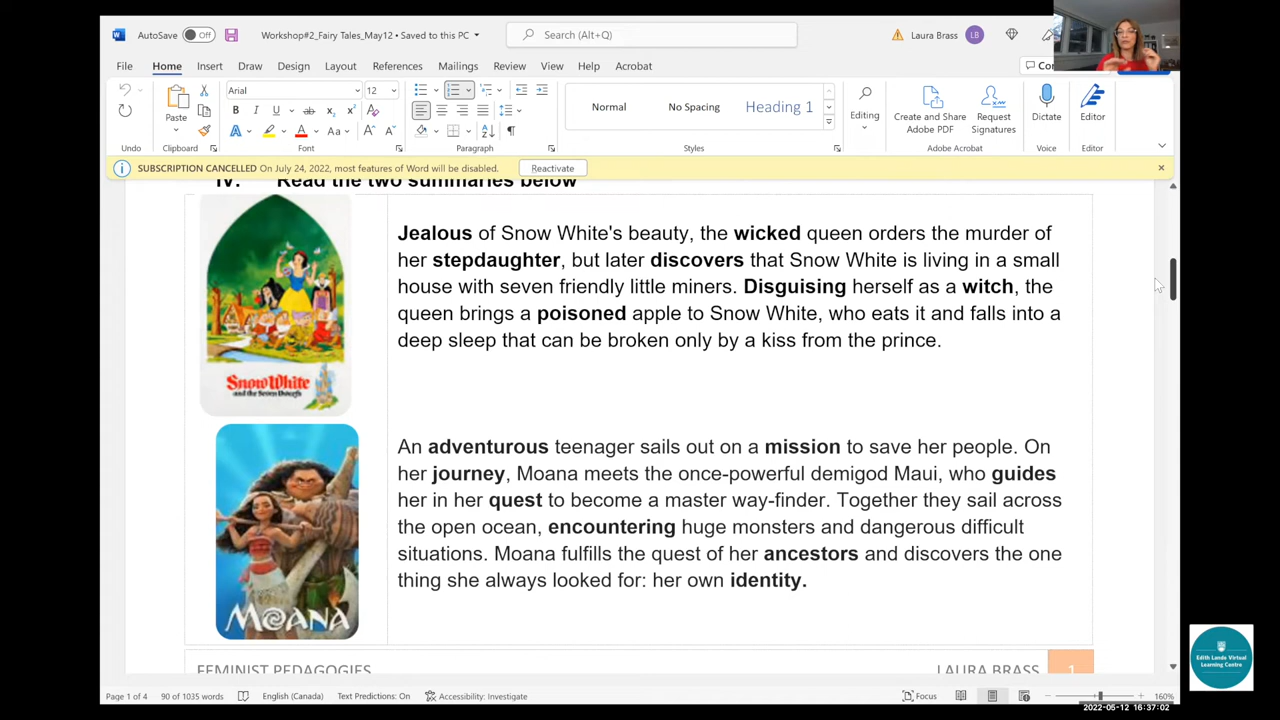 AutoSave Off Workshop#2_Fairy Tales_May12 • Saved to this PC Search (Alt+Q) Laura Brass LB
File Home Insert Draw Design Layout References Mailings Review View Help Acrobat
Arial 12
Paste
Normal No Spacing Heading 1
Editing
Create and Share Adobe PDF
Request Signatures
Dictate
Editor
Undo Clipboard Font Paragraph Styles Adobe Acrobat Voice Editor
SUBSCRIPTION CANCELLED On July 24, 2022, most features of Word will be disabled. Reactivate
IV. Read the two summaries below
Jealous of Snow White's beauty, the wicked queen orders the murder of
her stepdaughter, but later discovers that Snow White is living in a small
house with seven friendly little miners. Disguising herself as a witch, the
queen brings a poisoned apple to Snow White, who eats it and falls into a
deep sleep that can be broken only by a kiss from the prince.
Snow White
and the Seven Dwarfs
An adventurous teenager sails out on a mission to save her people. On
her journey, Moana meets the once-powerful demigod Maui, who guides
her in her quest to become a master way-finder. Together they sail across
the open ocean, encountering huge monsters and dangerous difficult
situations. Moana fulfills the quest of her ancestors and discovers the one
thing she always looked for: her own identity.
MOANA
FEMINIST PEDAGOGIES LAURA BRASS 1
Edith Lando Virtual
Learning Centre
Page 1 of 4 90 of 1035 words English (Canada) Text Predictions: On Accessibility: Investigate Focus 160%
2022-05-12 16:37:02